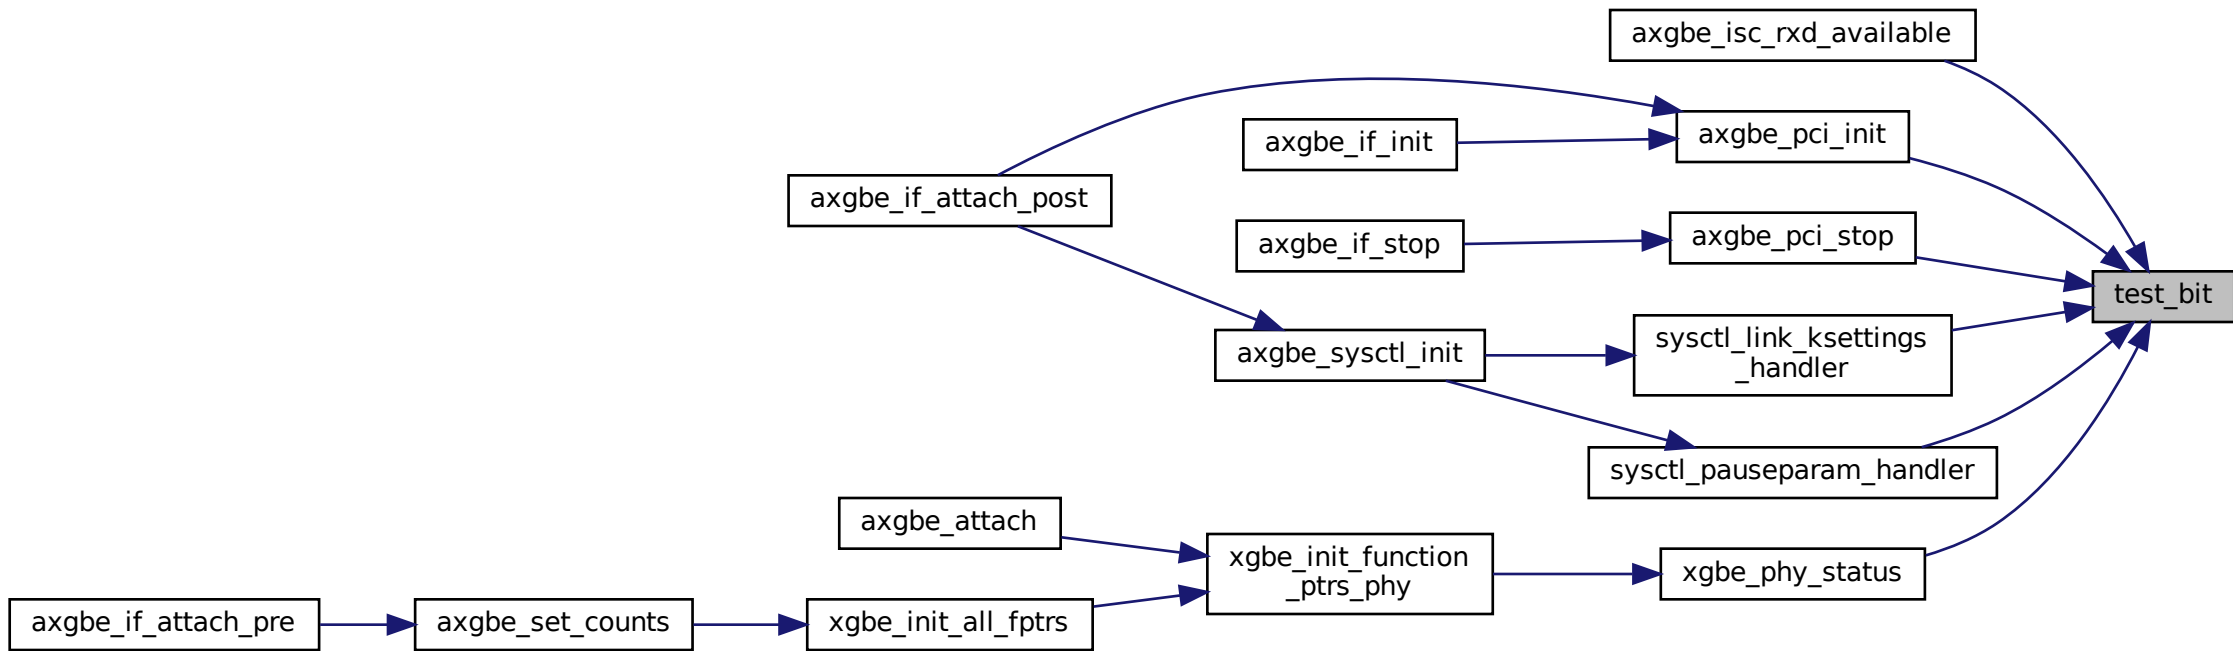 axgbe_isc_rxd_available
axgbe_pci_init
axgbe_if_init
axgbe_if_attach_post
axgbe_pci_stop
axgbe_if_stop
test_bit
sysctl_link_ksettings
_handler
axgbe_sysctl_init
sysctl_pauseparam_handler
axgbe_attach
xgbe_init_function
_ptrs_phy
xgbe_phy_status
axgbe_if_attach_pre
axgbe_set_counts
xgbe_init_all_fptrs